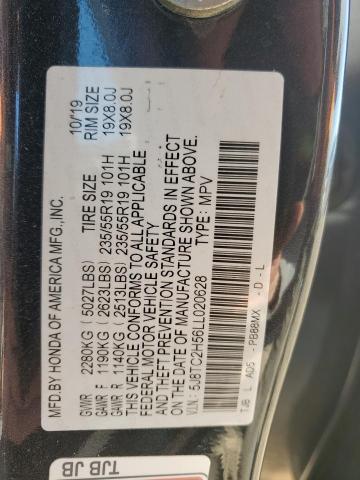 MFD.BY HONDA OF AMERICA MFG.,INC. 10/19
TIRE SIZE RIM SIZE
GVWR 2280KG (5027LBS)
GAWR F 1190KG (2623LBS) 235/55R19 101H 19X8.0J
GAWR R 1140KG (2513LBS) 235/55R19 101H 19X8.0J
THIS VEHICLE CONFORMS TO ALL APPLICABLE
FEDERAL MOTOR VEHICLE SAFETY
AND THEFT PREVENTION STANDARDS IN EFFECT
ON THE DATE OF MANUFACTURE SHOWN ABOVE.
V.I.N.: 5J8TC2H56LL020628 TYPE: MPV
TJB L A05 - PB88MX - D - L
TJB JB